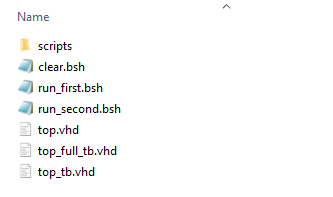 Name
scripts
clear.bsh
run_first.bsh
run_second.bsh
top.vhd
top_full_tb.vhd
top_tb.vhd